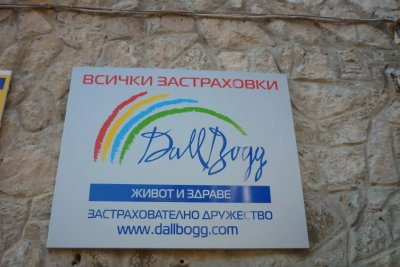 ВСИЧКИ ЗАСТРАХОВКИ
DallBogg
ЖИВОТ И ЗДРАВЕ
ЗАСТРАХОВАТЕЛНО ДРУЖЕСТВО
www.dallbogg.com